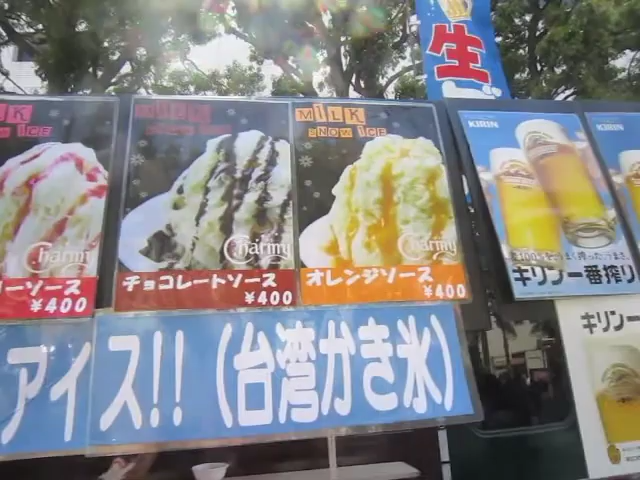 生
MILK
SNOW ICE
Charmy
ーソース
¥400
MILK
Charmy
チョコレートソース
¥400
MILK
SNOW ICE
Charmy
オレンジソース
¥400
アイス!!(台湾かき氷)
KIRIN
キリン一番搾り
キリン一